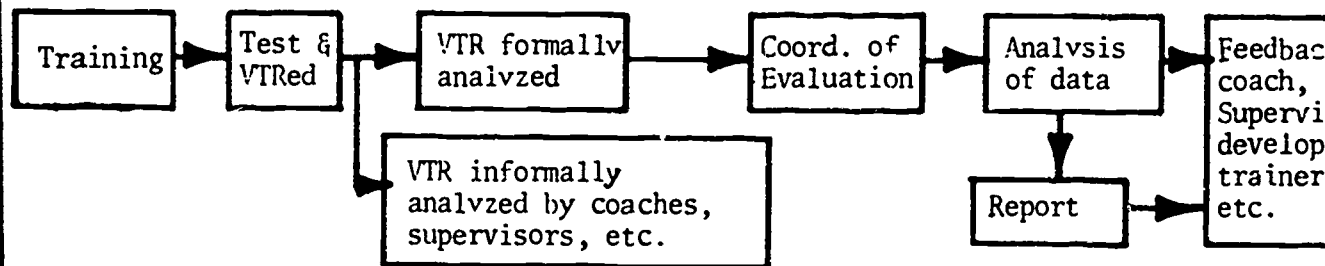 Training
Test &
VTRed
VTR formally
analyzed
Coord. of
Evaluation
Analysis
of data
VTR informally
analyzed by coaches,
supervisors, etc.
Report
Feedbac
coach,
Supervi
develop
trainer
etc.